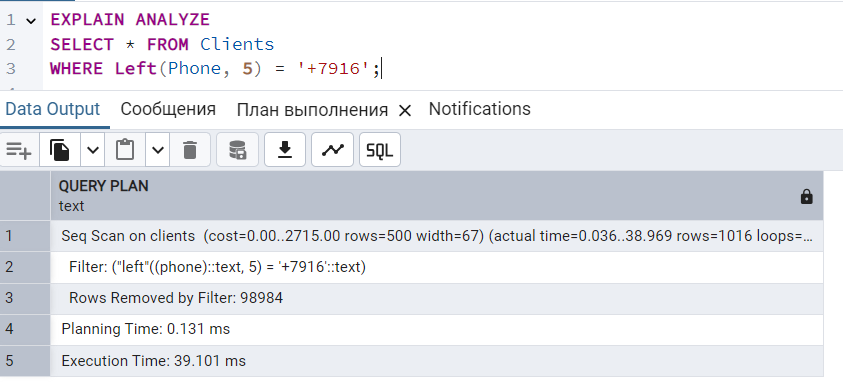 1 EXPLAIN ANALYZE
2 SELECT * FROM Clients
3 WHERE Left(Phone, 5) = '+7916';
Data Output Сообщения План выполнения Notifications
SQL
QUERY PLAN
text
1 Seq Scan on clients (cost=0.00..2715.00 rows=500 width=67) (actual time=0.036..38.969 rows=1016 loops=...
2 Filter: ("left"((phone)::text, 5) = '+7916'::text)
3 Rows Removed by Filter: 98984
4 Planning Time: 0.131 ms
5 Execution Time: 39.101 ms